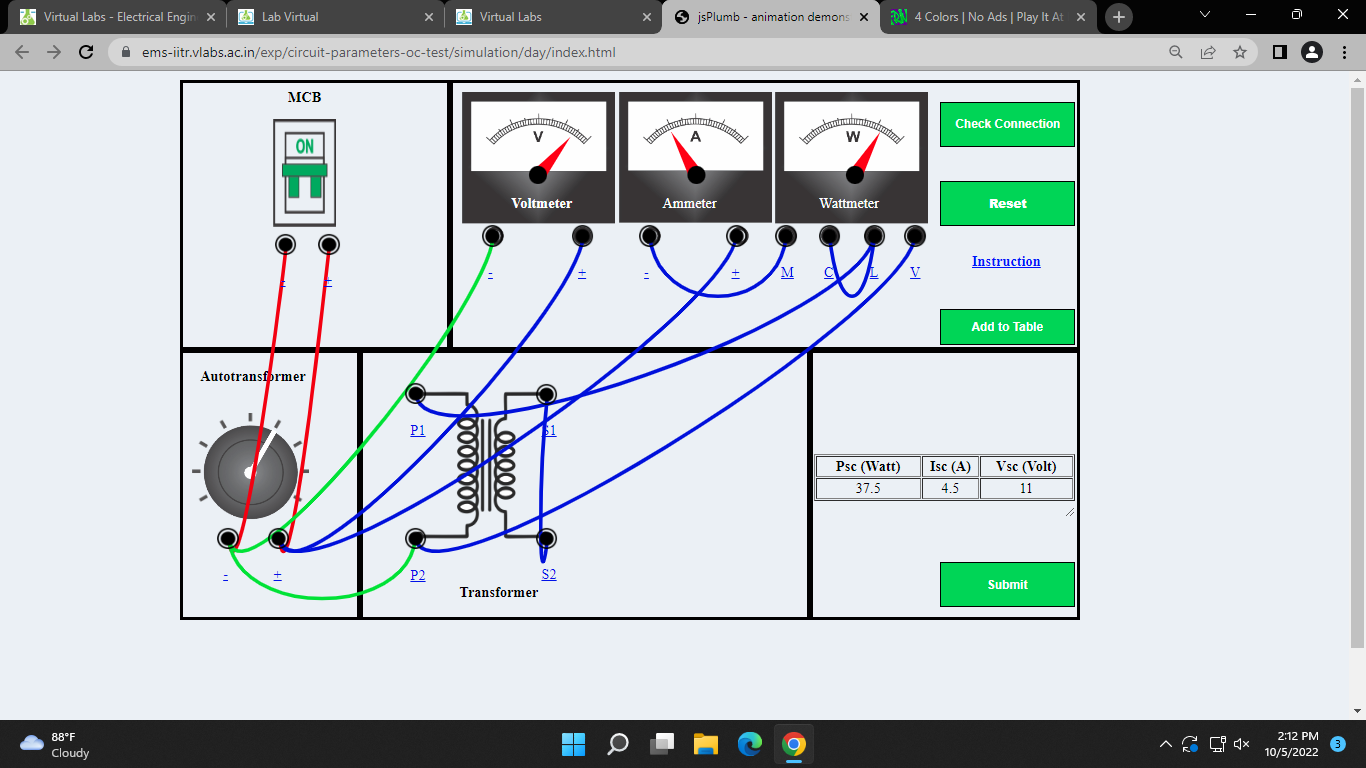 Virtual Labs - Electrical Engin
Lab Virtual
Virtual Labs
jsPlumb - animation demons
4 Colors | No Ads | Play It At
ems-iitr.vlabs.ac.in/exp/circuit-parameters-oc-test/simulation/day/index.html
MCB
ON
- +
V
Voltmeter
A
Ammeter
W
Wattmeter
- + - + M C L V
Check Connection
Reset
Instruction
Add to Table
Autotransformer
- +
P1 S1
P2 S2
Transformer
Psc (Watt) Isc (A) Vsc (Volt)
37.5 4.5 11
Submit
88°F
Cloudy
2:12 PM
10/5/2022
3